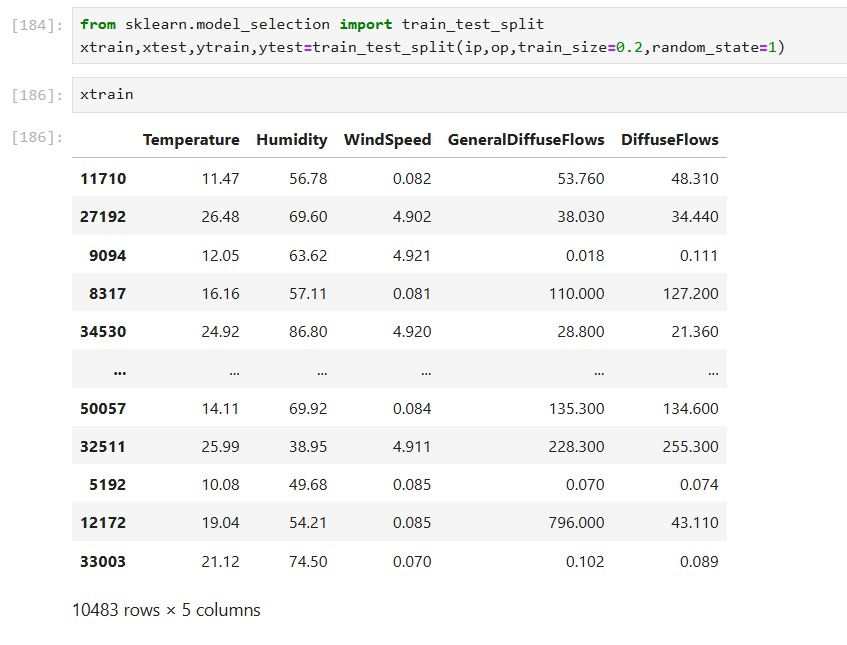 [184]: from sklearn.model_selection import train_test_split
xtrain,xtest,ytrain,ytest=train_test_split(ip,op,train_size=0.2,random_state=1)
[186]: xtrain
[186]: Temperature Humidity WindSpeed GeneralDiffuseFlows DiffuseFlows
11710 11.47 56.78 0.082 53.760 48.310
27192 26.48 69.60 4.902 38.030 34.440
9094 12.05 63.62 4.921 0.018 0.111
8317 16.16 57.11 0.081 110.000 127.200
34530 24.92 86.80 4.920 28.800 21.360
... ... ... ... ... ...
50057 14.11 69.92 0.084 135.300 134.600
32511 25.99 38.95 4.911 228.300 255.300
5192 10.08 49.68 0.085 0.070 0.074
12172 19.04 54.21 0.085 796.000 43.110
33003 21.12 74.50 0.070 0.102 0.089
10483 rows × 5 columns